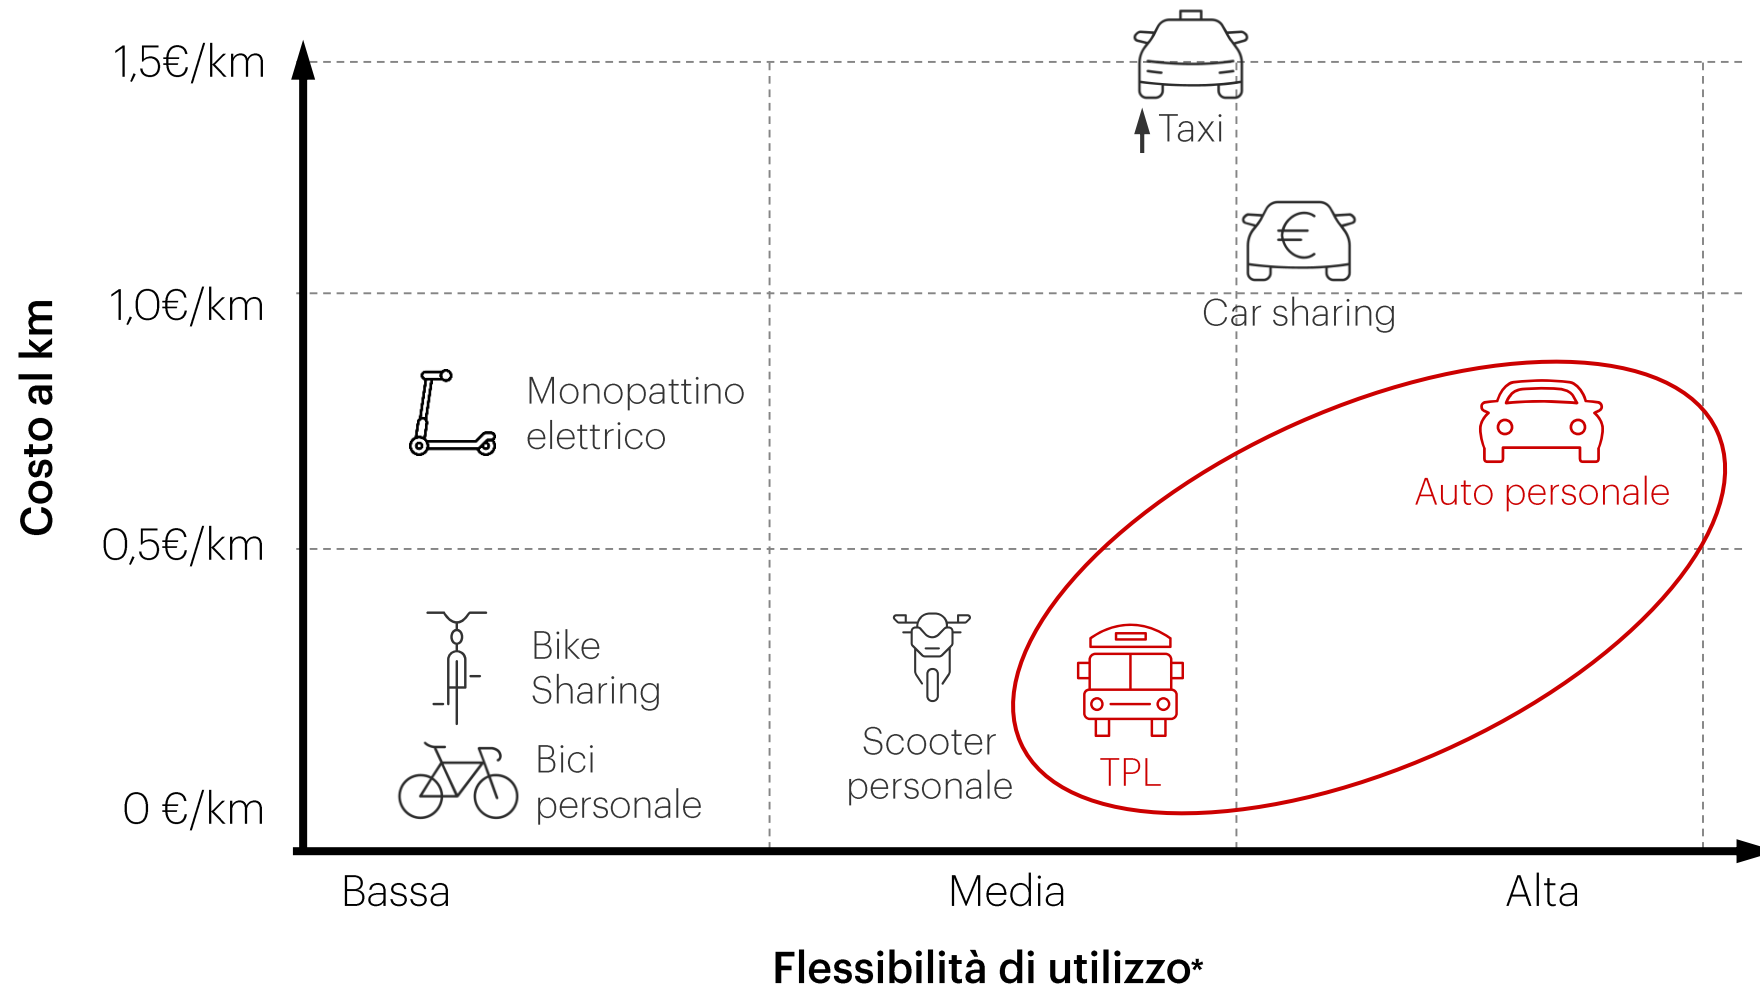 1,5€/km
Taxi
Car sharing
1,0€/km
Costo al km
Monopattino
elettrico
Auto personale
0,5€/km
Bike
Sharing
Scooter
personale
TPL
Bici
personale
0 €/km
Bassa
Media
Alta
Flessibilità di utilizzo*